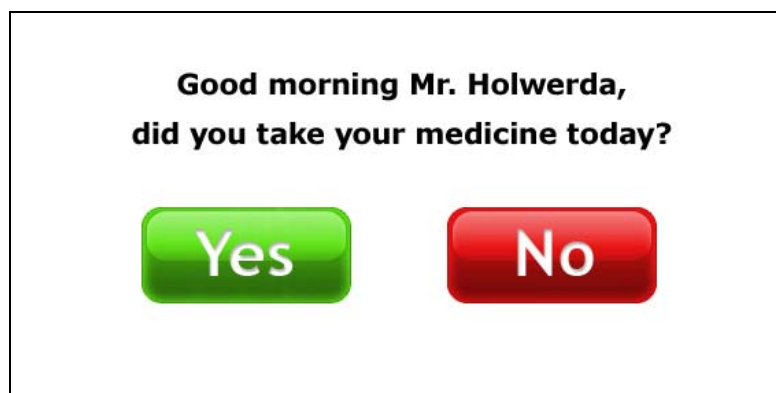 Good morning Mr. Holwerda,
did you take your medicine today?
Yes No